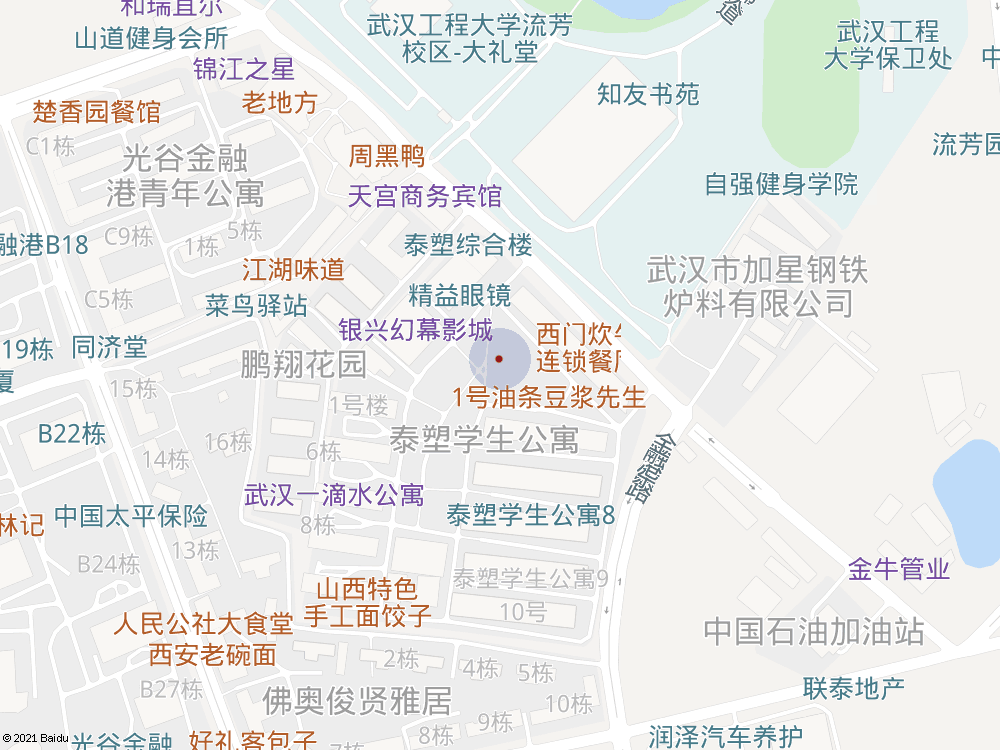 和瑞宜尔
山道健身会所
武汉工程大学流芳
校区-大礼堂
道
武汉工程
大学保卫处
中
锦江之星
老地方
楚香园餐馆
知友书苑
C1栋
光谷金融
港青年公寓
周黑鸭
天宫商务宾馆
自强健身学院
流芳园
C9栋
1栋
5栋
融港B18
泰塑综合楼
江湖味道
武汉市加星钢铁
炉料有限公司
C5栋
菜鸟驿站
精益眼镜
银兴幻幕影城
西门炊
连锁餐
19栋
同济堂
鹏翔花园
厦
15栋
1号楼
1号油条豆浆先生
B22栋
16栋
6栋
泰塑学生公寓
金融港路
14栋
武汉一滴水公寓
林记
中国太平保险
8栋
泰塑学生公寓8
13栋
B24栋
泰塑学生公寓9
金牛管业
山西特色
手工面饺子
10号
人民公社大食堂
西安老碗面
中国石油加油站
2栋
4栋
5栋
B27栋
佛奥俊贤雅居
10栋
联泰地产
9栋
8栋
润泽汽车养护
© 2021 Baidu
光谷金融
好礼客包子